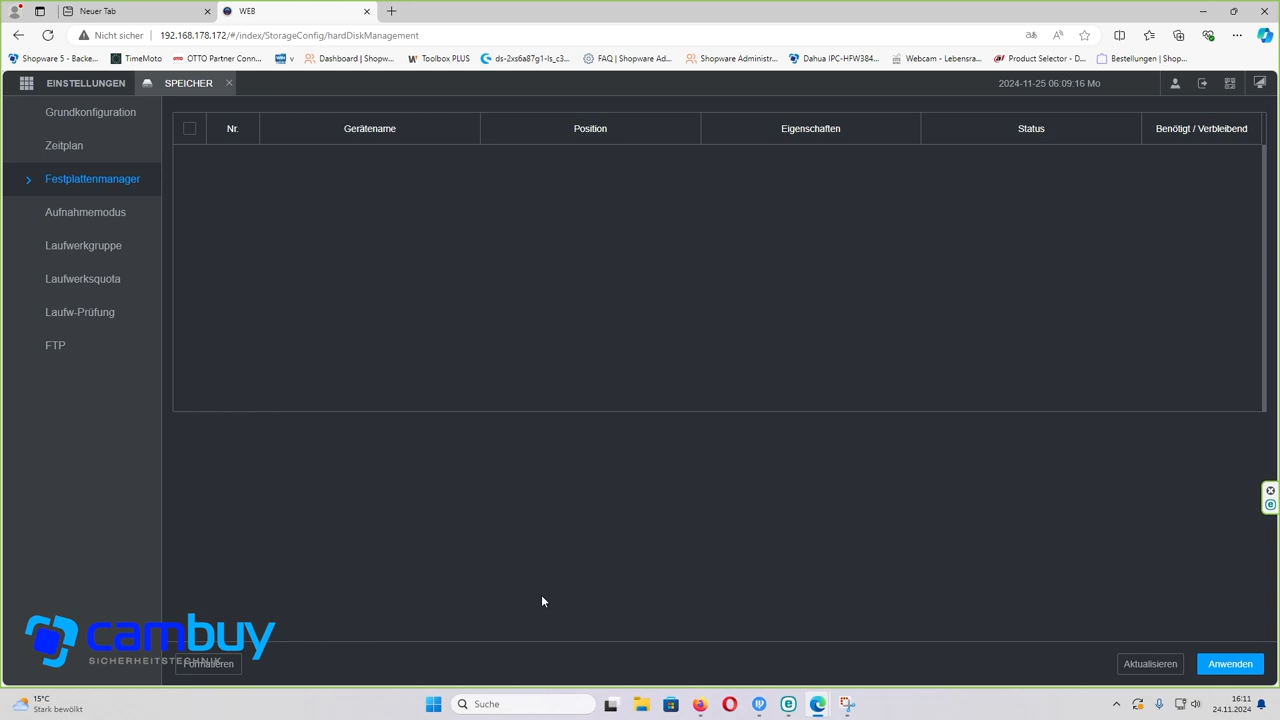 Neuer Tab
WEB
Nicht sicher
192.168.178.172/#/index/StorageConfig/hardDiskManagement
Shopware 5 - Backe...
TimeMoto
OTTO Partner Conn...
Dashboard | Shopw...
Toolbox PLUS
ds-2xs6a87g1-ls_c3...
FAQ | Shopware Ad...
Shopware Administr...
Dahua IPC-HFW384...
Webcam - Lebensra...
Product Selector - D...
Bestellungen | Shop...
EINSTELLUNGEN
SPEICHER
2024-11-25 06:09:16 Mo
Grundkonfiguration
Zeitplan
Festplattenmanager
Aufnahmemodus
Laufwerkgruppe
Laufwerksquota
Laufw-Prüfung
FTP
Nr.
Gerätename
Position
Eigenschaften
Status
Benötigt / Verbleibend
cambuy
SICHERHEITSTECHNIK
Formatieren
Aktualisieren
Anwenden
15°C
Stark bewölkt
Suche
16:11
24.11.2024